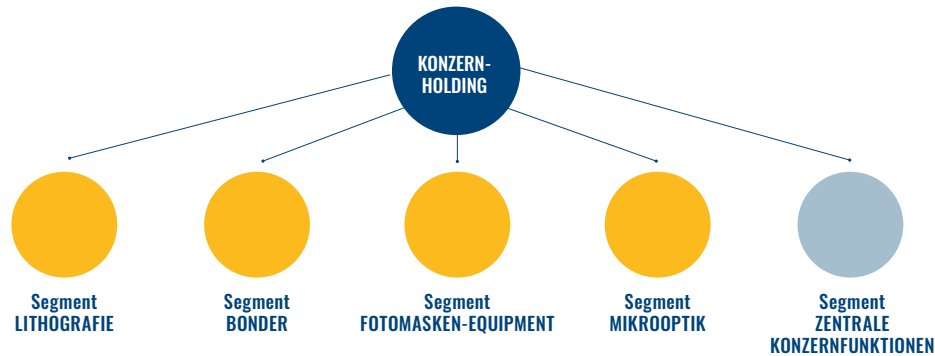 KONZERN-
HOLDING
Segment
LITHOGRAFIE
Segment
BONDER
Segment
FOTOMASKEN-EQUIPMENT
Segment
MIKROOPTIK
Segment
ZENTRALE
KONZERNFUNKTIONEN